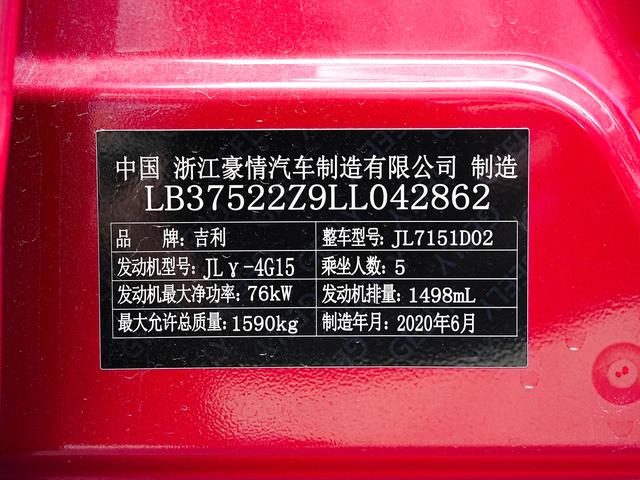 中国 浙江豪情汽车制造有限公司 制造
LB37522Z9LL042862
品 牌：吉利 整车型号：JL7151D02
发动机型号：JLγ-4G15 乘坐人数：5
发动机最大净功率：76kW 发动机排量：1498mL
最大允许总质量：1590kg 制造年月：2020年6月